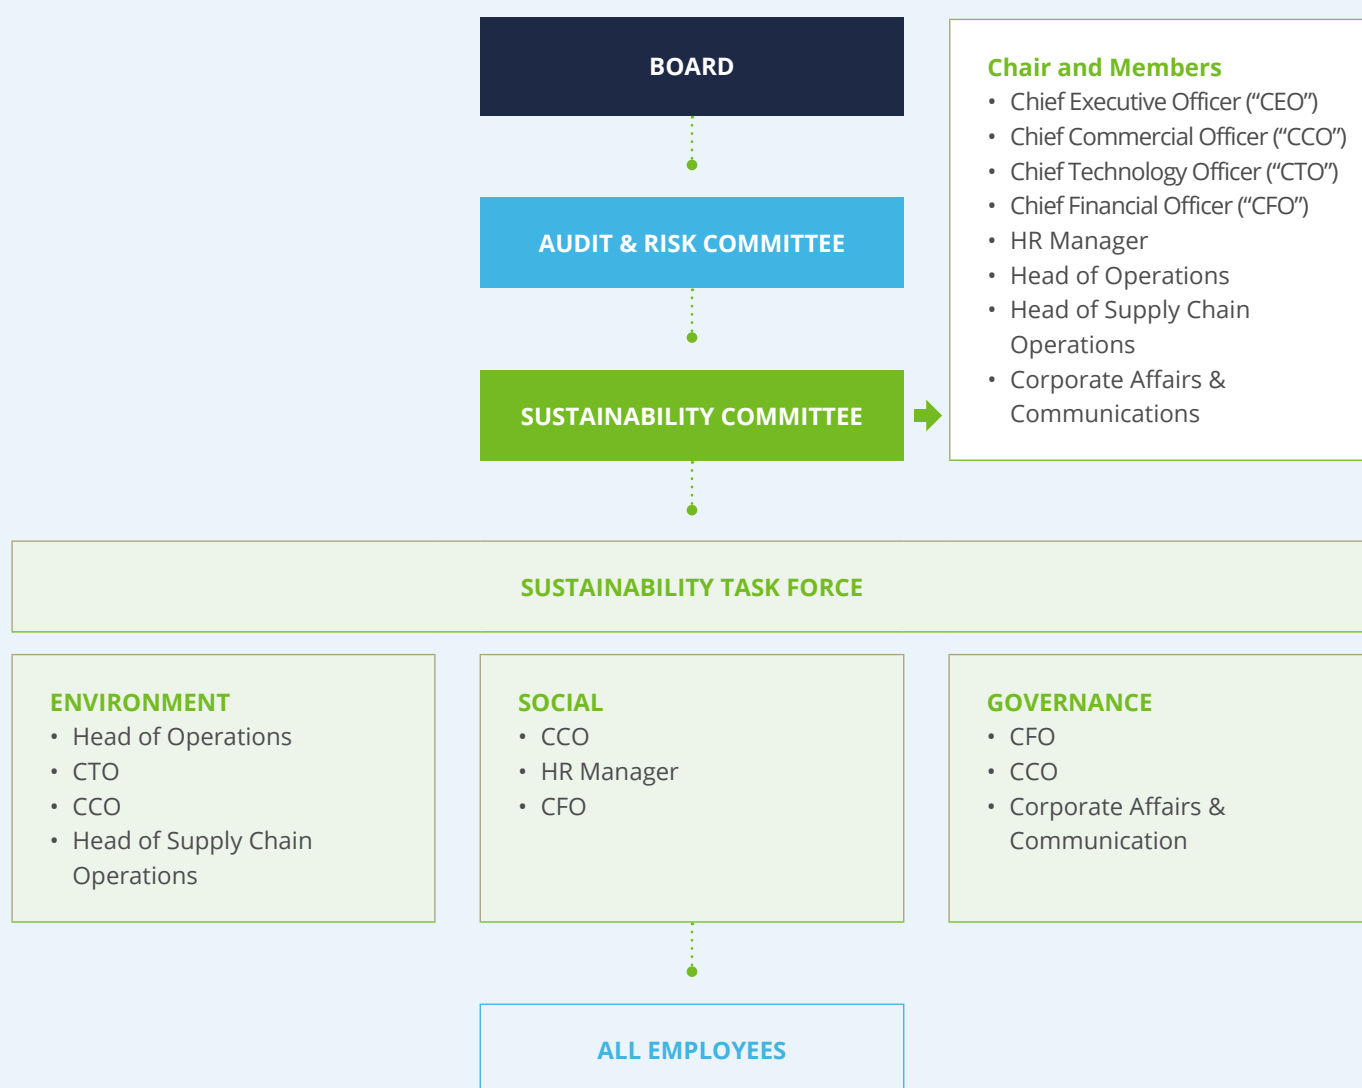 BOARD
AUDIT & RISK COMMITTEE
SUSTAINABILITY COMMITTEE
Chair and Members
• Chief Executive Officer (“CEO”)
• Chief Commercial Officer (“CCO”)
• Chief Technology Officer (“CTO”)
• Chief Financial Officer (“CFO”)
• HR Manager
• Head of Operations
• Head of Supply Chain
Operations
• Corporate Affairs &
Communications
SUSTAINABILITY TASK FORCE
ENVIRONMENT
• Head of Operations
• CTO
• CCO
• Head of Supply Chain
Operations
SOCIAL
• CCO
• HR Manager
• CFO
GOVERNANCE
• CFO
• CCO
• Corporate Affairs &
Communication
ALL EMPLOYEES